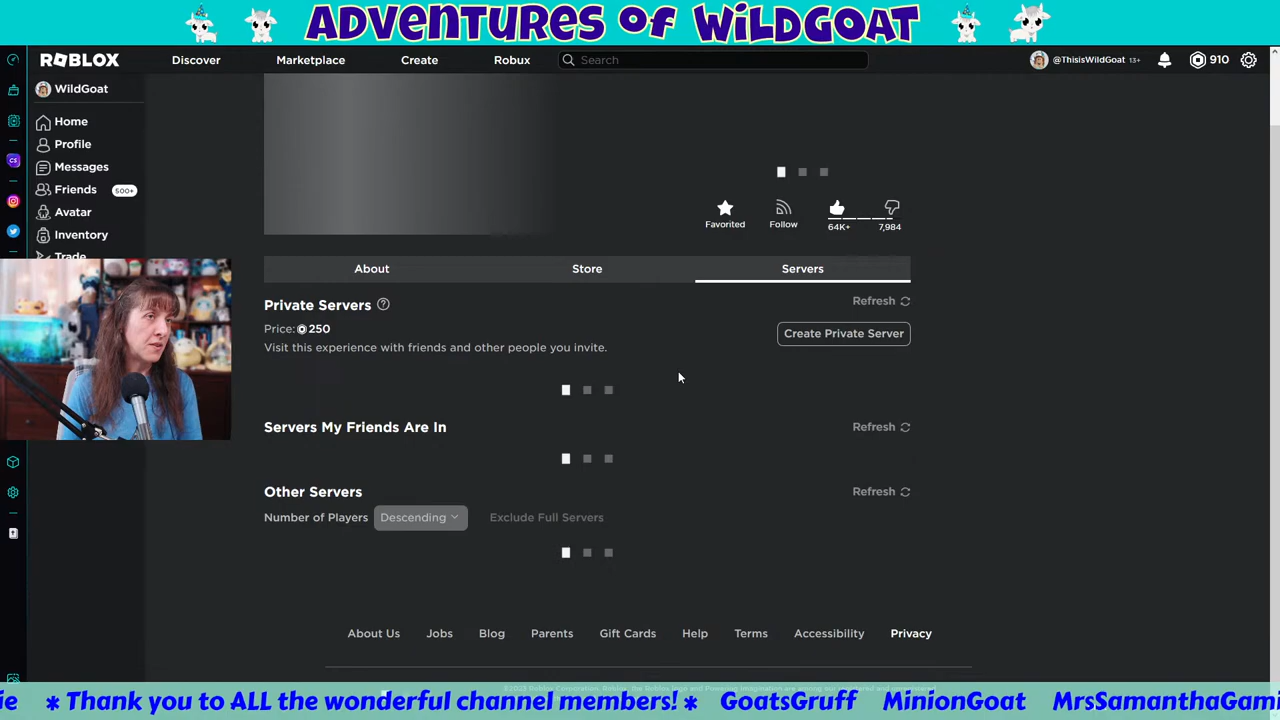 ADVENTURES OF WILDGOAT
ROBLOX Discover Marketplace Create Robux Search @ThisisWildGoat 13+ 910
WildGoat
Home
Profile
Messages
Friends 500+
Avatar
Inventory
Trade
CS
Favorited Follow 64K+ 7,984
About Store Servers
Private Servers ? Refresh
Price: 250 Create Private Server
Visit this experience with friends and other people you invite.
Servers My Friends Are In Refresh
Other Servers Refresh
Number of Players Descending Exclude Full Servers
About Us Jobs Blog Parents Gift Cards Help Terms Accessibility Privacy
ie * Thank you to ALL the wonderful channel members! * GoatsGruff MinionGoat MrsSamanthaGami